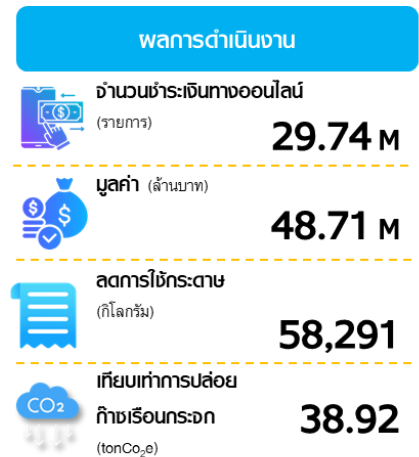 ผลการดำเนินงาน
จำนวนชำระเงินทางออนไลน์
(รายการ)
29.74 M
มูลค่า (ล้านบาท)
48.71 M
ลดการใช้กระดาษ
(กิโลกรัม)
58,291
เทียบเท่าการปล่อย
ก๊าซเรือนกระจก
38.92
(tonCo₂e)
CO₂